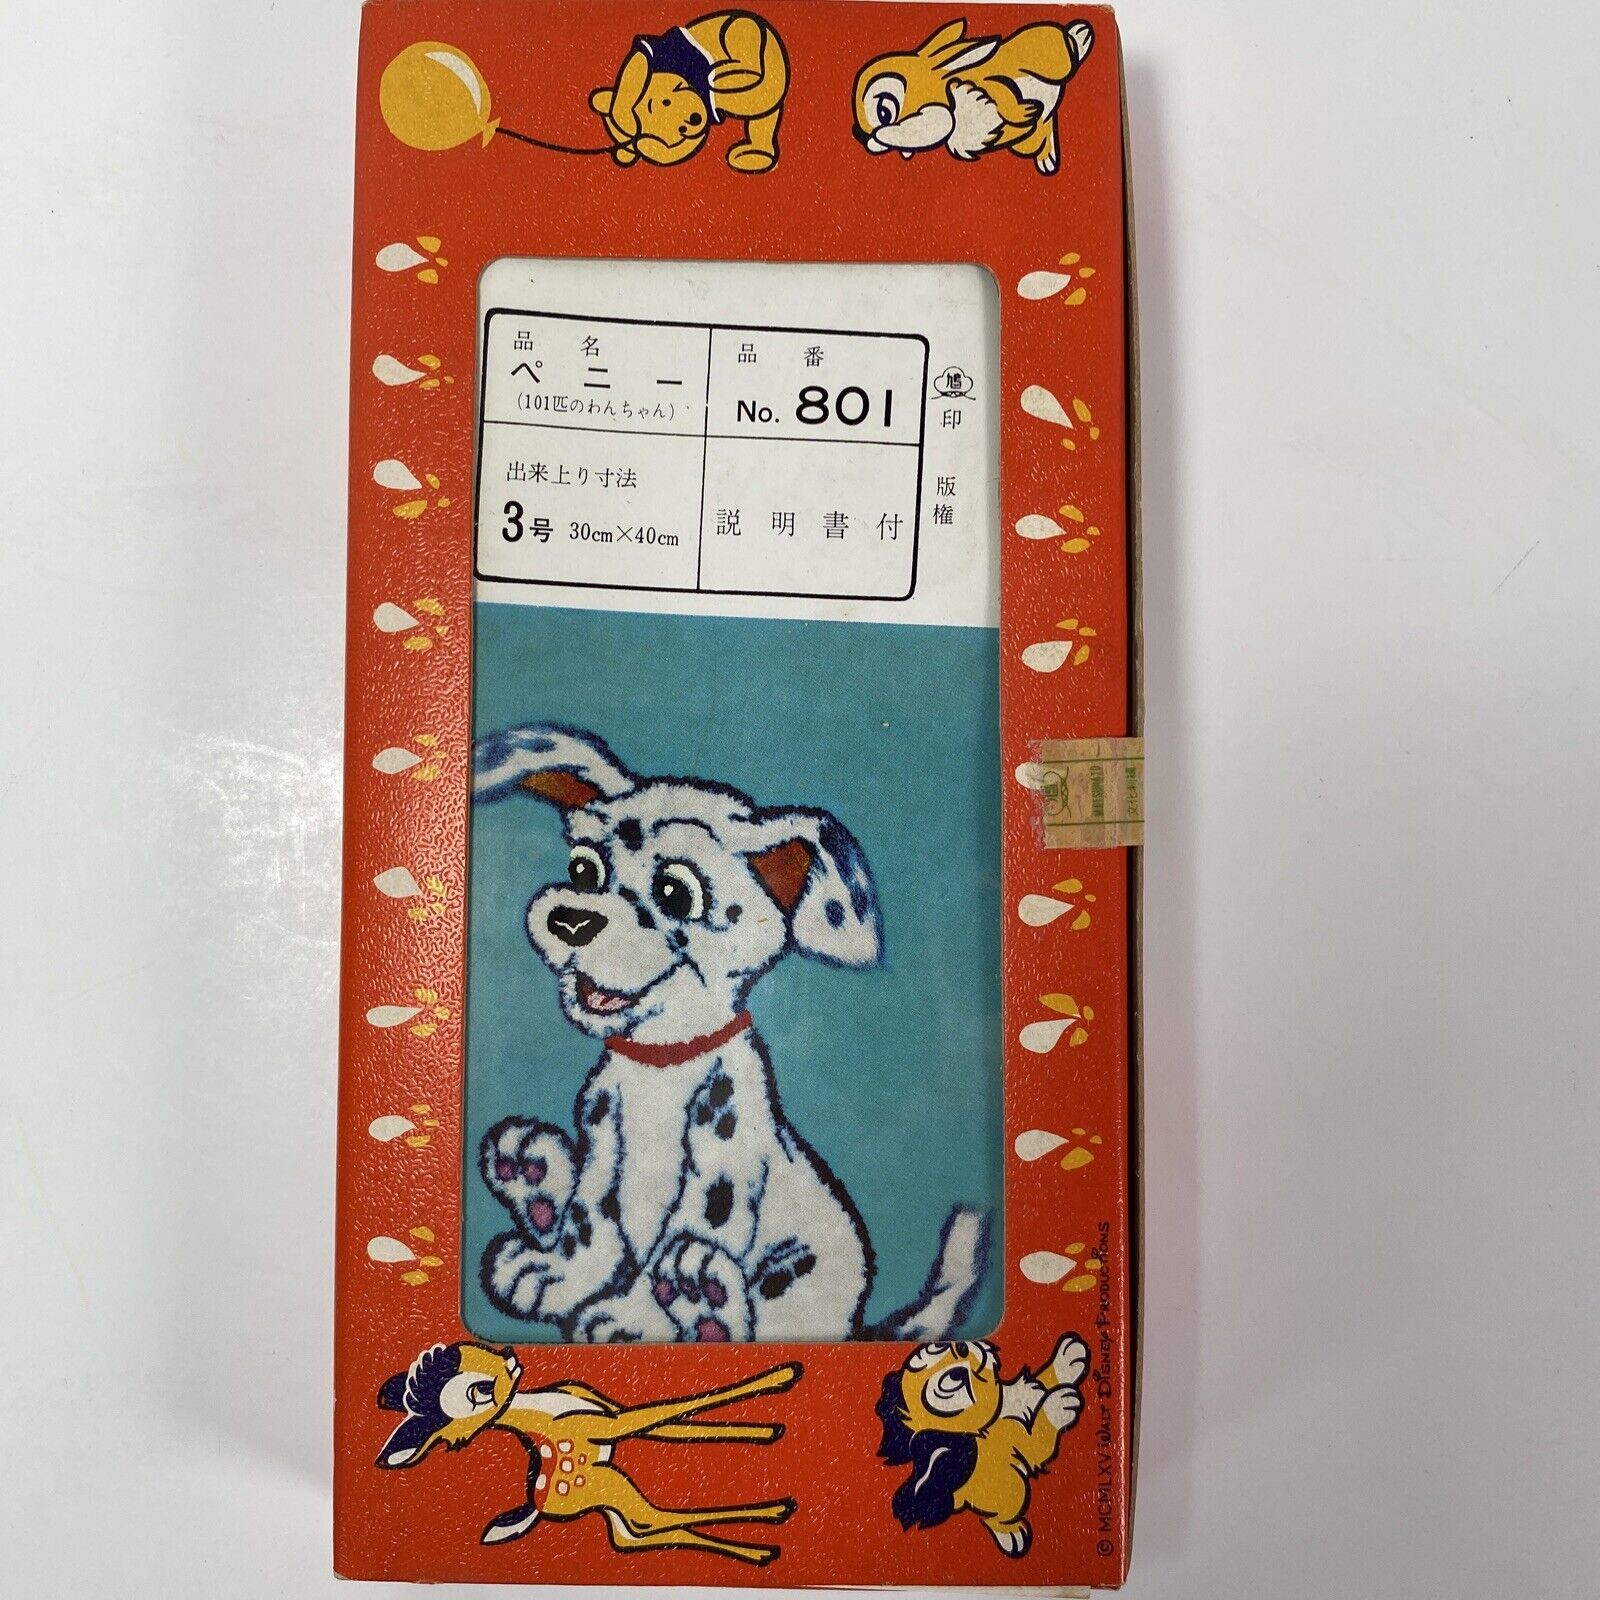 品名
ペニー
(101匹のわんちゃん)
品番
No. 801
出来上り寸法
3号 30cm×40cm
説明書付
鳩
印
版権
© MCMLXV WALT DISNEY PRODUCTIONS